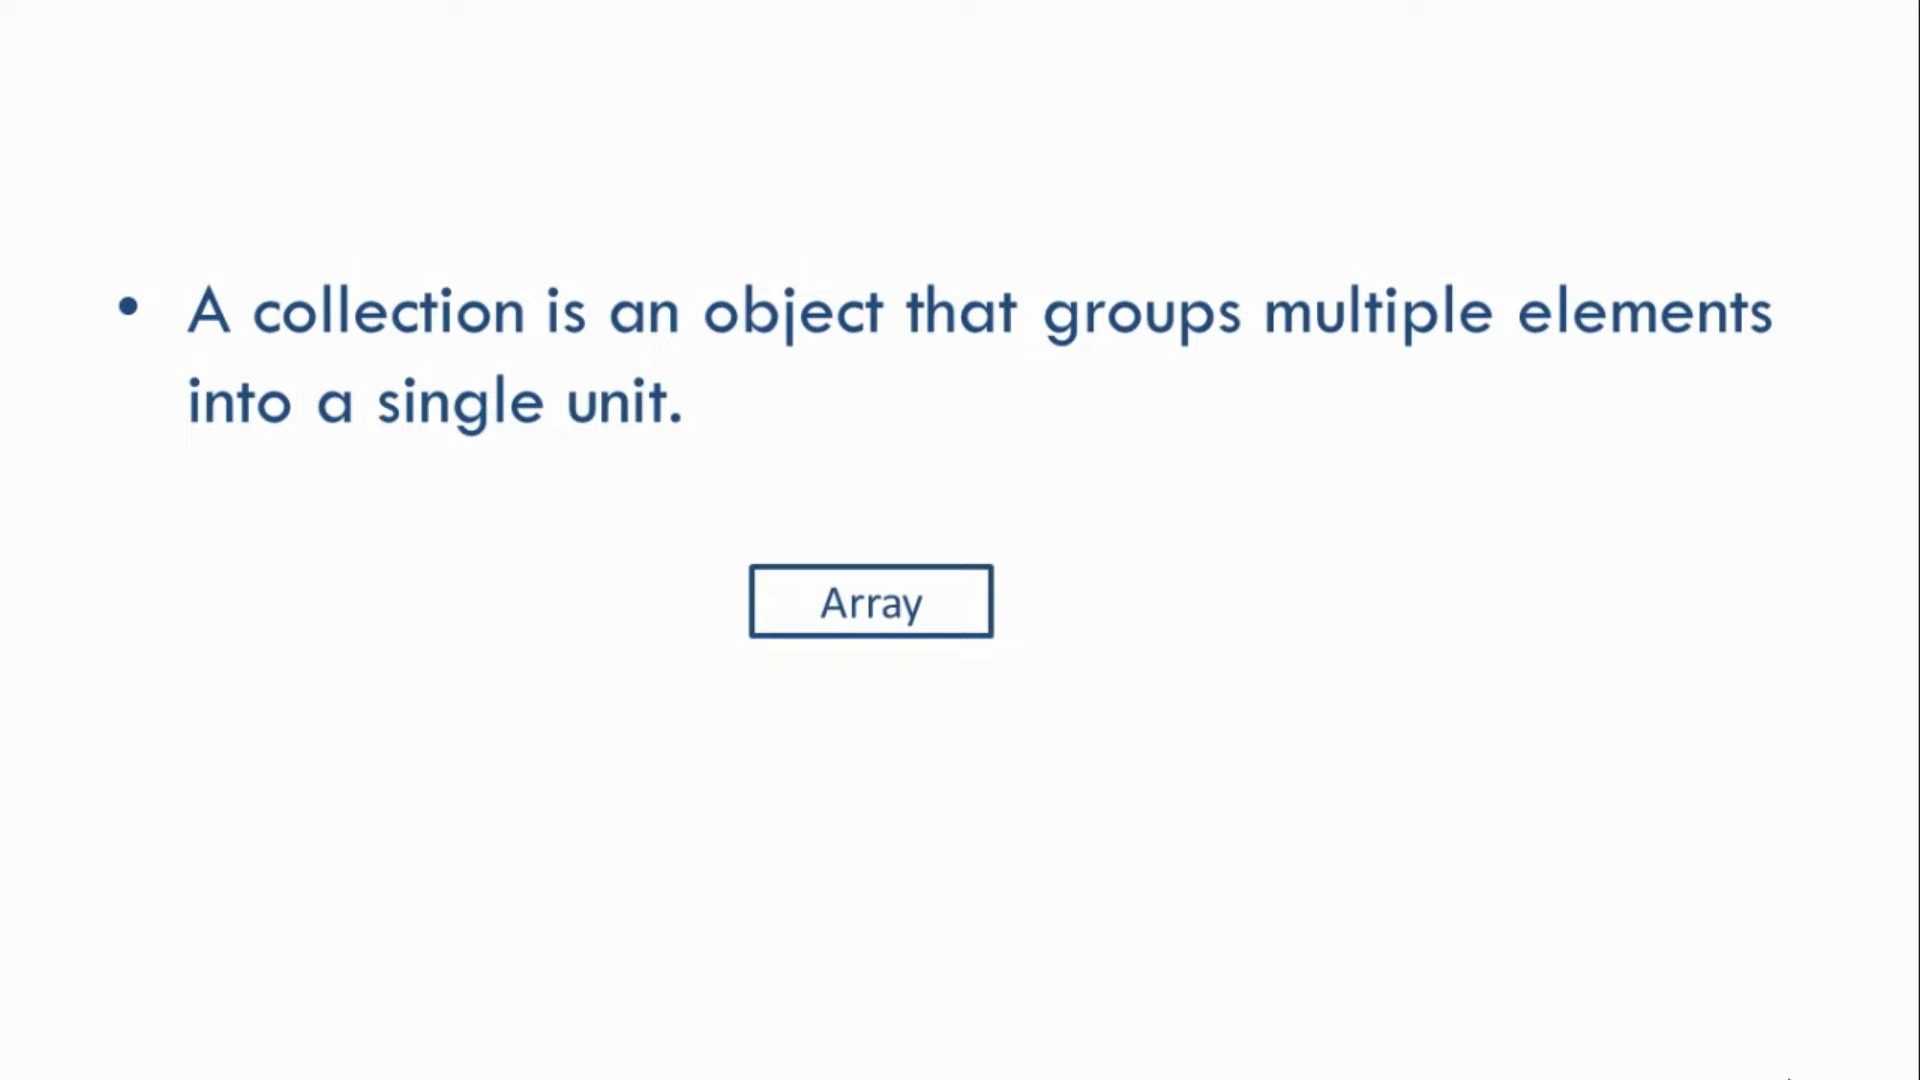 • A collection is an object that groups multiple elements
into a single unit.
Array